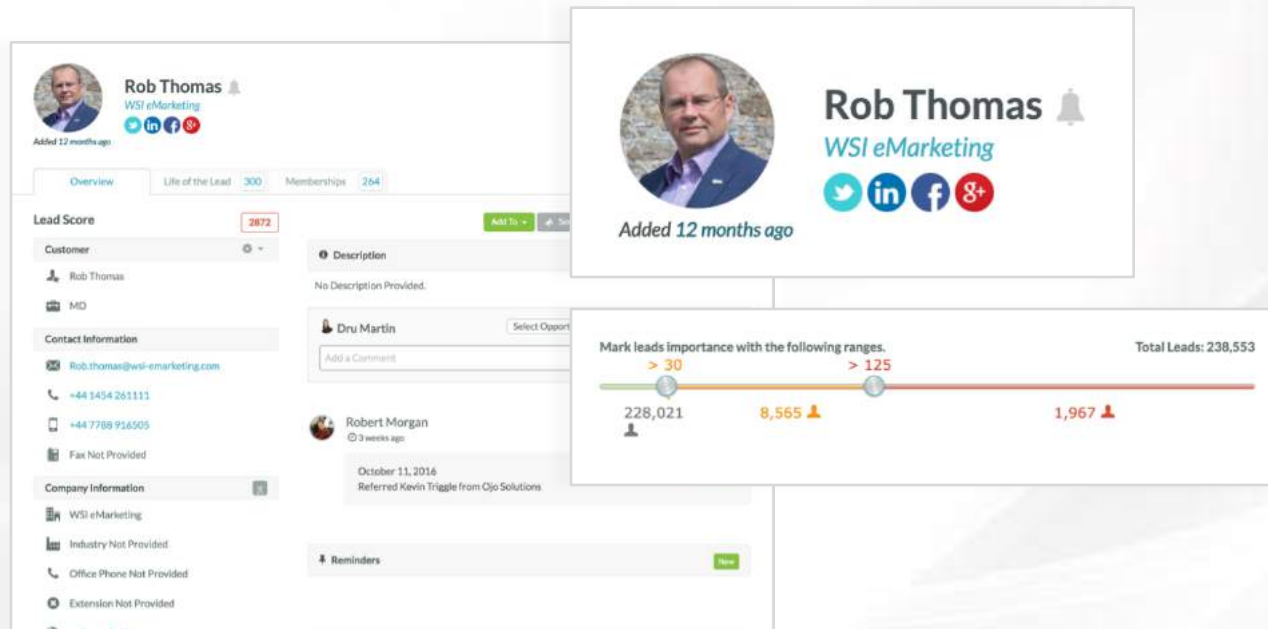 Rob Thomas
WSI eMarketing
Added 12 months ago
Overview
Life of the Lead 300
Memberships 264
Lead Score 2872
Customer
Rob Thomas
MD
Contact Information
Rob.thomas@wsi-emarketing.com
+44 1454 261111
+44 7788 916505
Fax Not Provided
Company Information
WSI eMarketing
Industry Not Provided
Office Phone Not Provided
Extension Not Provided
Add To
Description
No Description Provided.
Dru Martin
Select Opport
Add a Comment
Robert Morgan
3 weeks ago
October 11, 2016
Referred Kevin Triggle from Ojo Solutions
Reminders
New
Rob Thomas
WSI eMarketing
Added 12 months ago
Mark leads importance with the following ranges.
Total Leads: 238,553
> 30
> 125
228,021
8,565
1,967